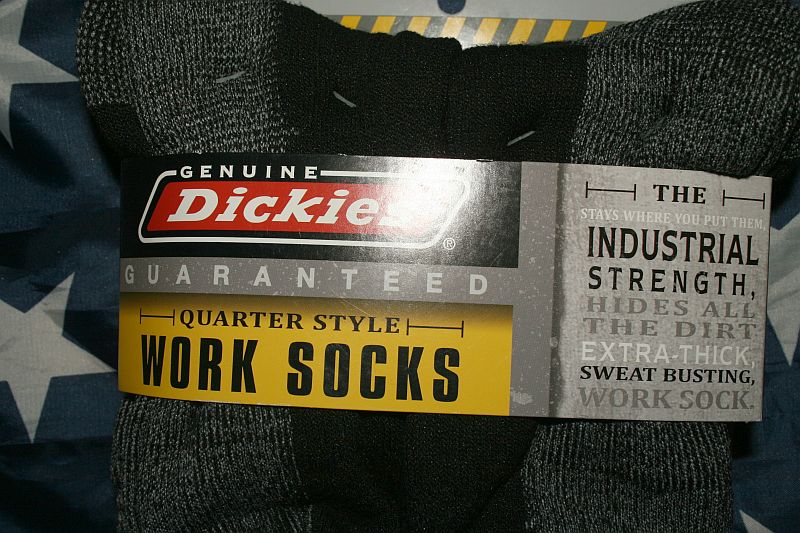 GENUINE
Dickies
®
GUARANTEED
QUARTER STYLE
WORK SOCKS
THE
STAYS WHERE YOU PUT THEM,
INDUSTRIAL
STRENGTH,
HIDES ALL
THE DIRT
EXTRA-THICK,
SWEAT BUSTING,
WORK SOCK.